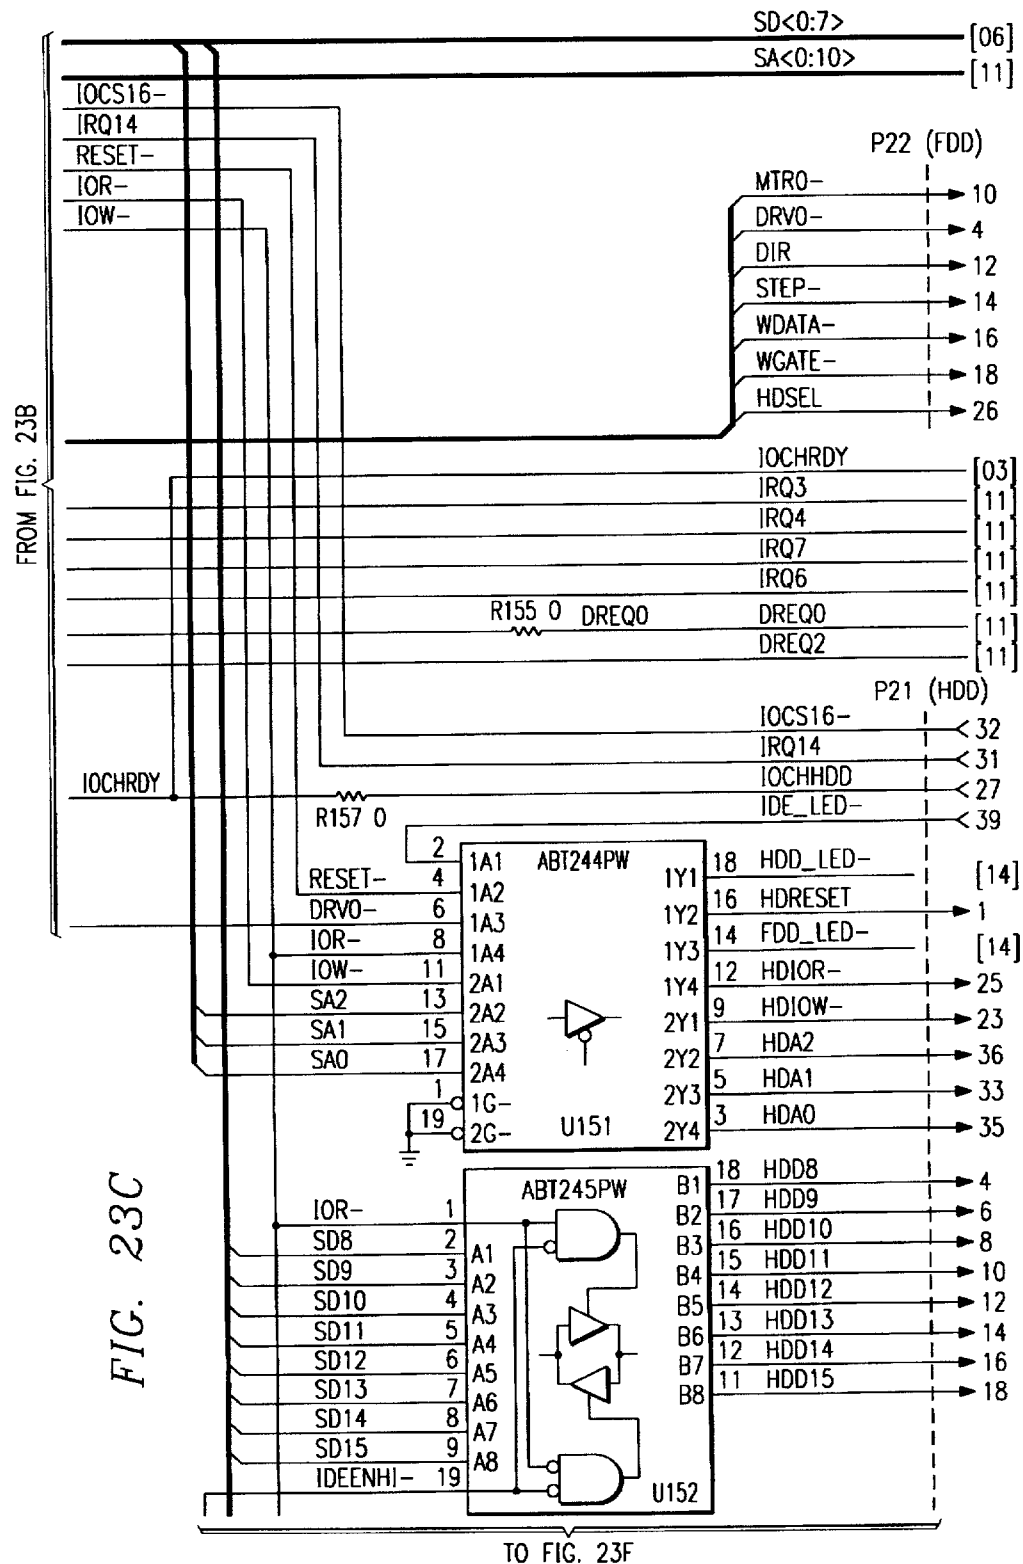 SD<0:7>
[06]
SA<0:10>
[11]
IOCS16-
IRQ14
RESET-
IOR-
IOW-
P22 (FDD)
MTR0- 10
DRV0- 4
DIR 12
STEP- 14
WDATA- 16
WGATE- 18
HDSEL 26
FROM FIG. 23B
IOCHRDY [03]
IRQ3 [11]
IRQ4 [11]
IRQ7 [11]
IRQ6 [11]
R155 0 DREQ0 DREQ0 [11]
DREQ2 [11]
P21 (HDD)
IOCS16- 32
IRQ14 31
IOCHRDY R157 0 IOCHHDD 27
IDE_LED- 39
ABT244PW
2 1A1 1Y1 18 HDD_LED- [14]
RESET- 4 1A2 1Y2 16 HDRESET 1
DRV0- 6 1A3 1Y3 14 FDD_LED- [14]
IOR- 8 1A4 1Y4 12 HDIOR- 25
IOW- 11 2A1 2Y1 9 HDIOW- 23
SA2 13 2A2 2Y2 7 HDA2 36
SA1 15 2A3 2Y3 5 HDA1 33
SA0 17 2A4 2Y4 3 HDA0 35
1 1G-
19 2G-
U151
FIG. 23C
ABT245PW
IOR- 1 B1 18 HDD8 4
SD8 2 A1 B2 17 HDD9 6
SD9 3 A2 B3 16 HDD10 8
SD10 4 A3 B4 15 HDD11 10
SD11 5 A4 B5 14 HDD12 12
SD12 6 A5 B6 13 HDD13 14
SD13 7 A6 B7 12 HDD14 16
SD14 8 A7 B8 11 HDD15 18
SD15 9 A8
IDEENHI- 19
U152
TO FIG. 23F